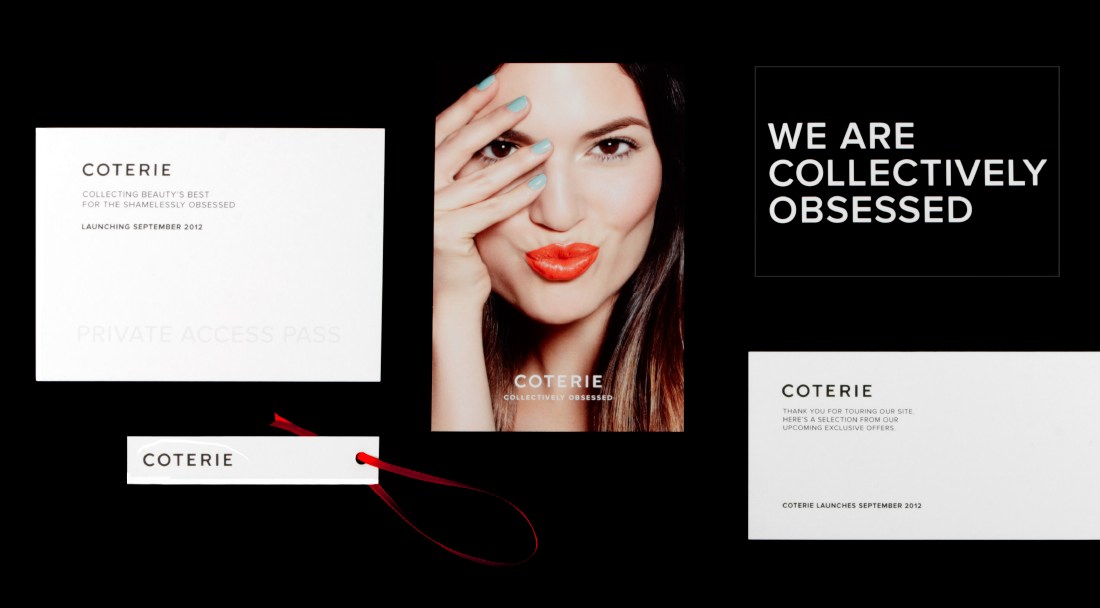 COTERIE
COLLECTING BEAUTY'S BEST
FOR THE SHAMELESSLY OBSESSED
LAUNCHING SEPTEMBER 2012
PRIVATE ACCESS PASS
COTERIE
COTERIE
COLLECTIVELY OBSESSED
WE ARE
COLLECTIVELY
OBSESSED
COTERIE
THANK YOU FOR TOURING OUR SITE.
HERE'S A SELECTION FROM OUR
UPCOMING EXCLUSIVE OFFERS.
COTERIE LAUNCHES SEPTEMBER 2012